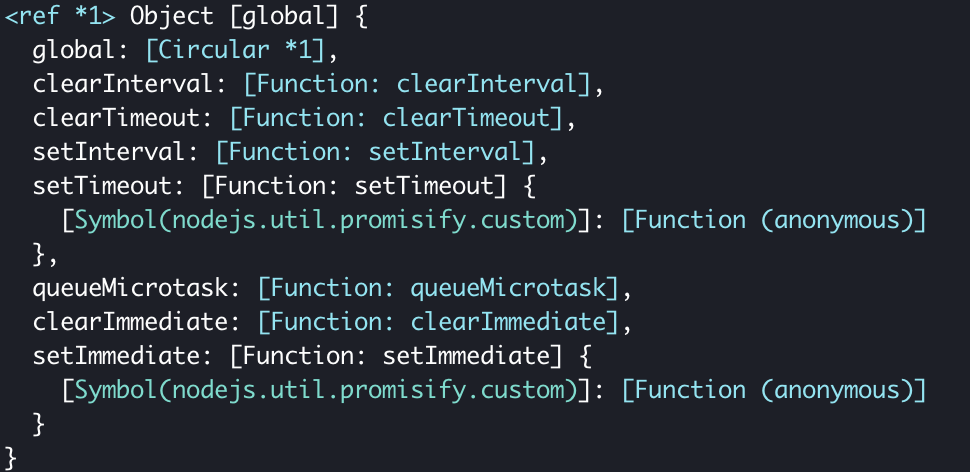 <ref *1> Object [global] {
  global: [Circular *1],
  clearInterval: [Function: clearInterval],
  clearTimeout: [Function: clearTimeout],
  setInterval: [Function: setInterval],
  setTimeout: [Function: setTimeout] {
    [Symbol(nodejs.util.promisify.custom)]: [Function (anonymous)]
  },
  queueMicrotask: [Function: queueMicrotask],
  clearImmediate: [Function: clearImmediate],
  setImmediate: [Function: setImmediate] {
    [Symbol(nodejs.util.promisify.custom)]: [Function (anonymous)]
  }
}